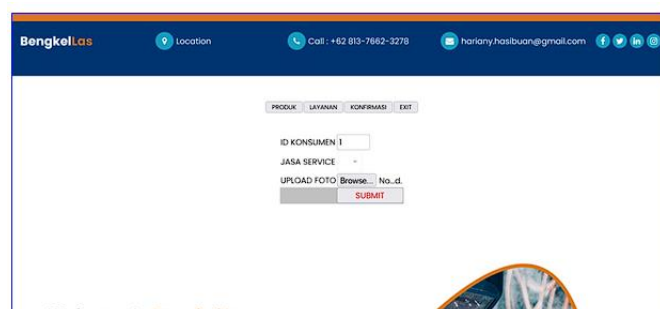 BengkelLas Location Call : +62 813-7662-3278 hariany.hasibuan@gmail.com
PRODUK LAYANAN KONFIRMASI EXIT
ID KONSUMEN 1
JASA SERVICE -
UPLOAD FOTO Browse... No...d.
SUBMIT